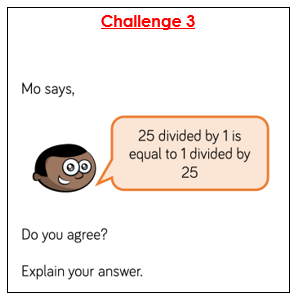 Challenge 3
Mo says,
25 divided by 1 is
equal to 1 divided by
25
Do you agree?
Explain your answer.